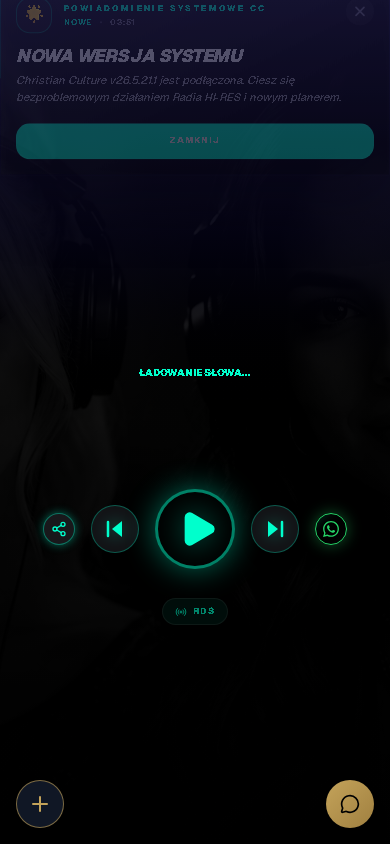 POWIADOMIENIE SYSTEMOWE CC
NOWE · 03:51
NOWA WERSJA SYSTEMU
Christian Culture v26.5.21.1 jest podłączona. Ciesz się
bezproblemowym działaniem Radia HI-RES i nowym planerem.
ZAMKNIJ
ŁADOWANIE SŁOWA...
RDS